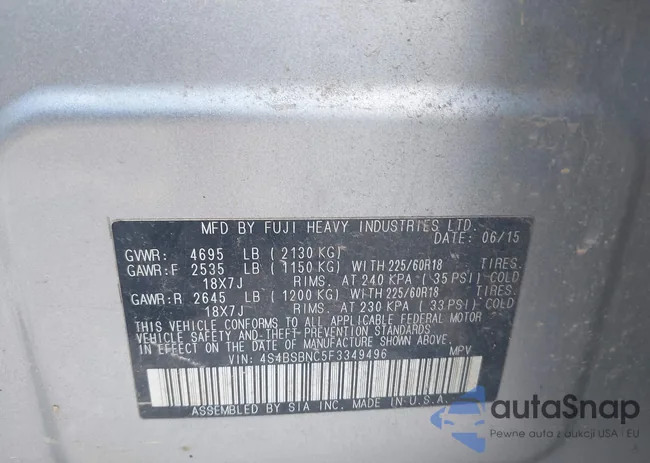 MFD BY FUJI HEAVY INDUSTRIES LTD.
DATE: 06/15
GVWR: 4695 LB ( 2130 KG)
GAWR:F 2535 LB ( 1150 KG) WITH 225/60R18 TIRES.
18X7J RIMS. AT 240 KPA ( 35 PSI) COLD
GAWR:R 2645 LB ( 1200 KG) WITH 225/60R18 TIRES.
18X7J RIMS. AT 230 KPA ( 33 PSI) COLD
THIS VEHICLE CONFORMS TO ALL APPLICABLE FEDERAL MOTOR
VEHICLE SAFETY AND THEFT PREVENTION STANDARDS
IN EFFECT ON THE DATE OF MANUFACTURE SHOWN ABOVE.
VIN: 4S4BSBNC5F3349496 MPV
ASSEMBLED BY SIA INC. MADE IN U.S.A.
autoSnap
Pewne auta z aukcji USA · EU